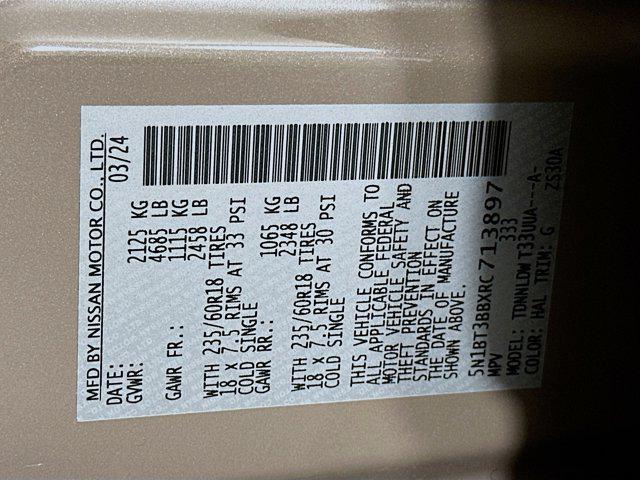 MFD BY NISSAN MOTOR CO., LTD.
DATE: 03/24
GVWR: 2125 KG
4685 LB
GAWR FR.: 1115 KG
2458 LB
WITH 235/60R18 TIRES
18 X 7.5 RIMS AT 33 PSI
COLD SINGLE
GAWR RR.: 1065 KG
2348 LB
WITH 235/60R18 TIRES
18 X 7.5 RIMS AT 30 PSI
COLD SINGLE
THIS VEHICLE CONFORMS TO
ALL APPLICABLE FEDERAL
MOTOR VEHICLE SAFETY AND
THEFT PREVENTION
STANDARDS IN EFFECT ON
THE DATE OF MANUFACTURE
SHOWN ABOVE.
5N1BT3BBXRC713897
MPV 333
MODEL: TDNNLDWT33UUA----A-
COLOR: HAL TRIM: G ZS30A